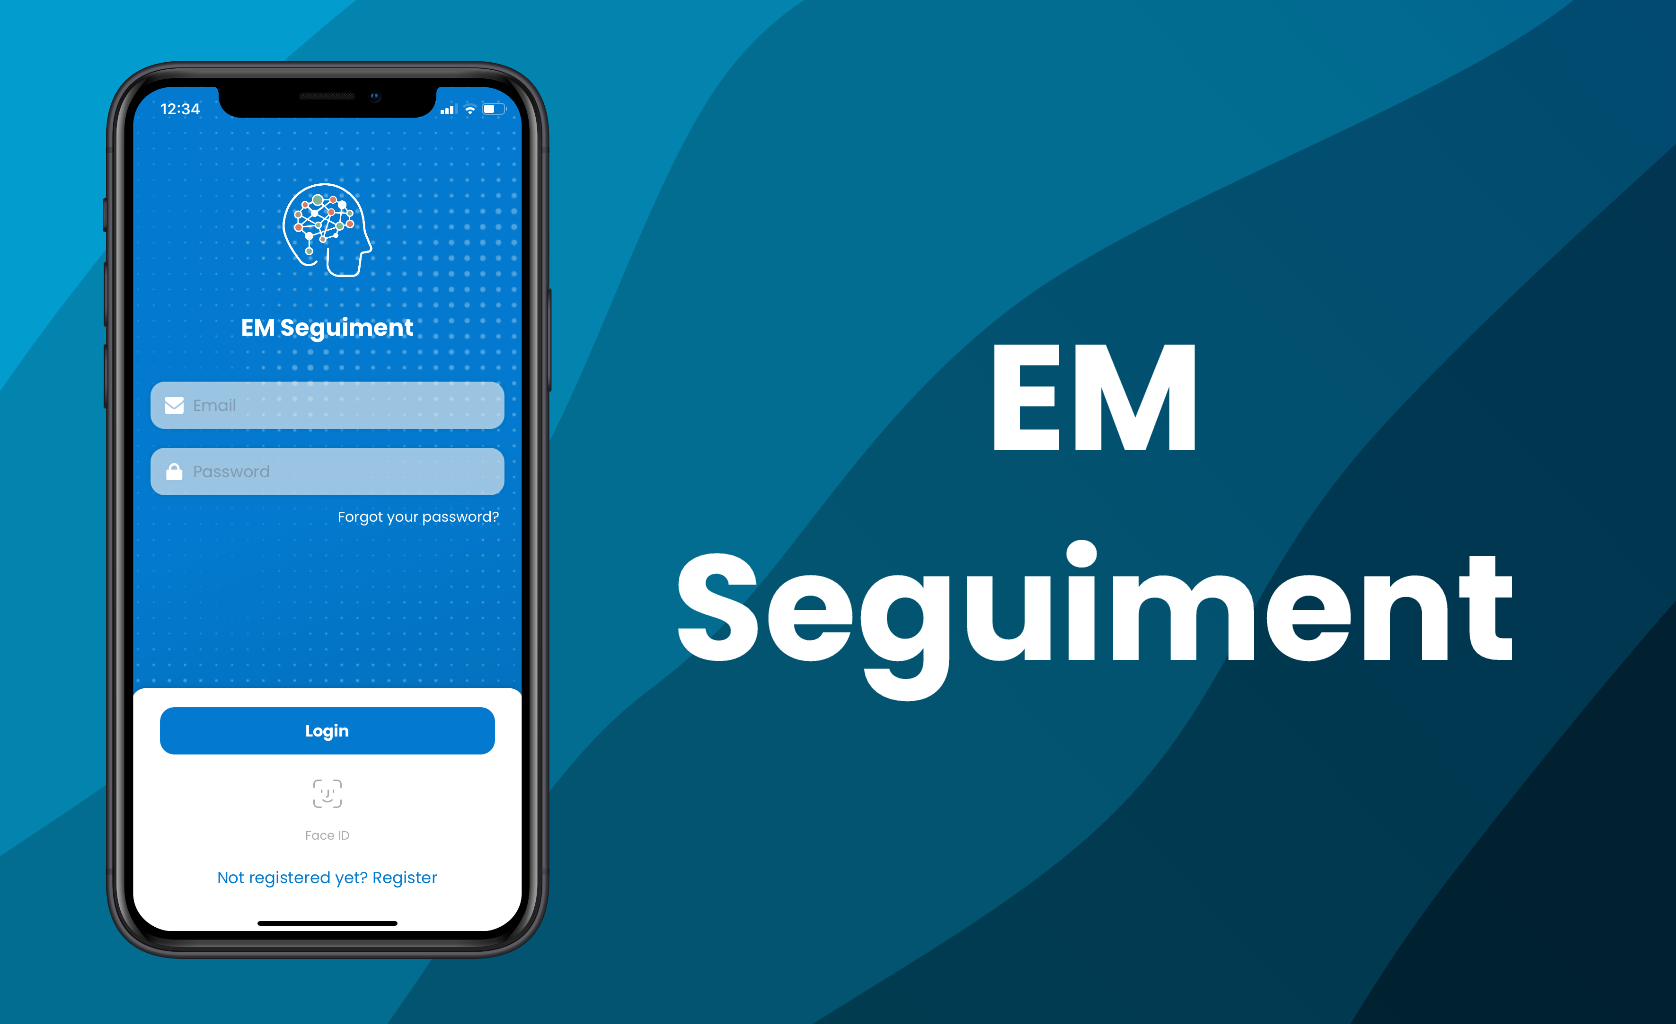 12:34
EM Seguiment
Email
Password
Forgot your password?
Login
Face ID
Not registered yet? Register
EM
Seguiment